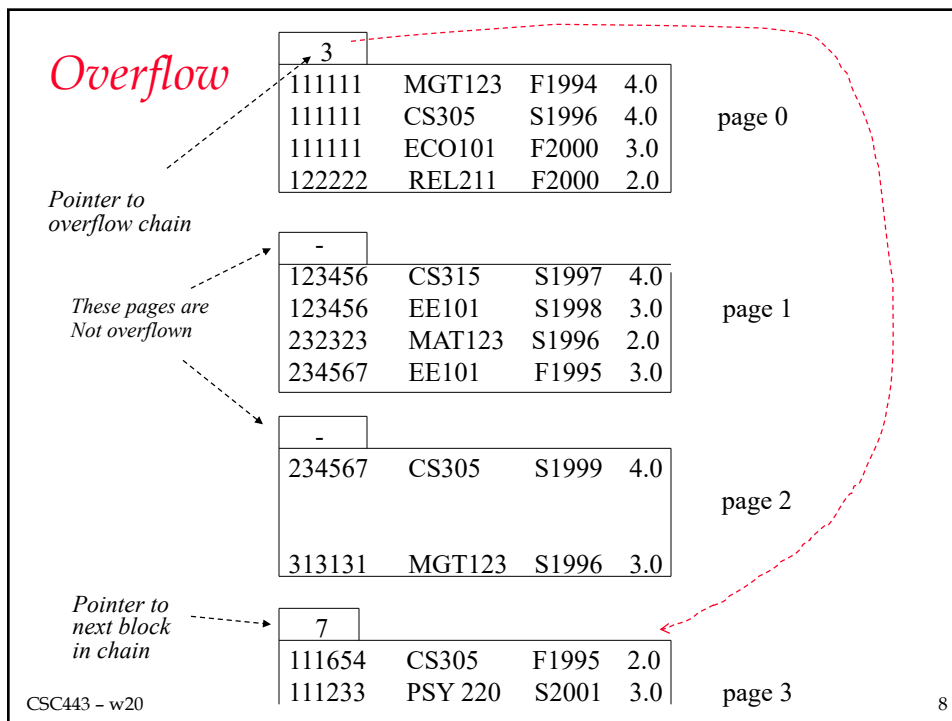 Overflow
3
111111 MGT123 F1994 4.0
111111 CS305 S1996 4.0
111111 ECO101 F2000 3.0
122222 REL211 F2000 2.0
page 0
Pointer to
overflow chain
-
123456 CS315 S1997 4.0
123456 EE101 S1998 3.0
232323 MAT123 S1996 2.0
234567 EE101 F1995 3.0
page 1
These pages are
Not overflown
-
234567 CS305 S1999 4.0
313131 MGT123 S1996 3.0
page 2
Pointer to
next block
in chain
7
111654 CS305 F1995 2.0
111233 PSY 220 S2001 3.0
page 3
CSC443 – w20
8